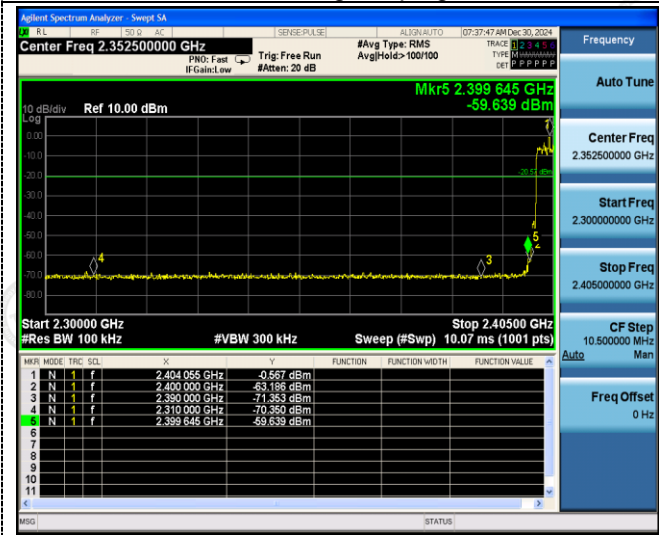 Agilent Spectrum Analyzer - Swept SA
RL RF 50 Ω AC SENSE:PULSE ALIGNAUTO 07:37:47 AM Dec 30, 2024
Center Freq 2.352500000 GHz
PNO: Fast
IFGain:Low
Trig: Free Run
#Atten: 20 dB
#Avg Type: RMS
Avg|Hold:> 100/100
TRACE 1 2 3 4 5 6
TYPE M
DET P P P P P P
Frequency
Mkr5 2.399 645 GHz
-59.639 dBm
10 dB/div Ref 10.00 dBm
Log
0.00
-10.0
-20.0
-30.0
-40.0
-50.0
-60.0
-70.0
-80.0
-20.57 dBm
4
3
5
2
Start 2.30000 GHz
Stop 2.40500 GHz
#Res BW 100 kHz
#VBW 300 kHz
Sweep (#Swp) 10.07 ms (1001 pts)
MKR MODE TRC SCL X Y FUNCTION FUNCTION WIDTH FUNCTION VALUE
1 N 1 f 2.404 055 GHz -0.567 dBm
2 N 1 f 2.400 000 GHz -63.186 dBm
3 N 1 f 2.390 000 GHz -71.353 dBm
4 N 1 f 2.310 000 GHz -70.350 dBm
5 N 1 f 2.399 645 GHz -59.639 dBm
6
7
8
9
10
11
MSG
STATUS
Auto Tune
Center Freq
2.352500000 GHz
Start Freq
2.300000000 GHz
Stop Freq
2.405000000 GHz
CF Step
10.500000 MHz
Auto Man
Freq Offset
0 Hz